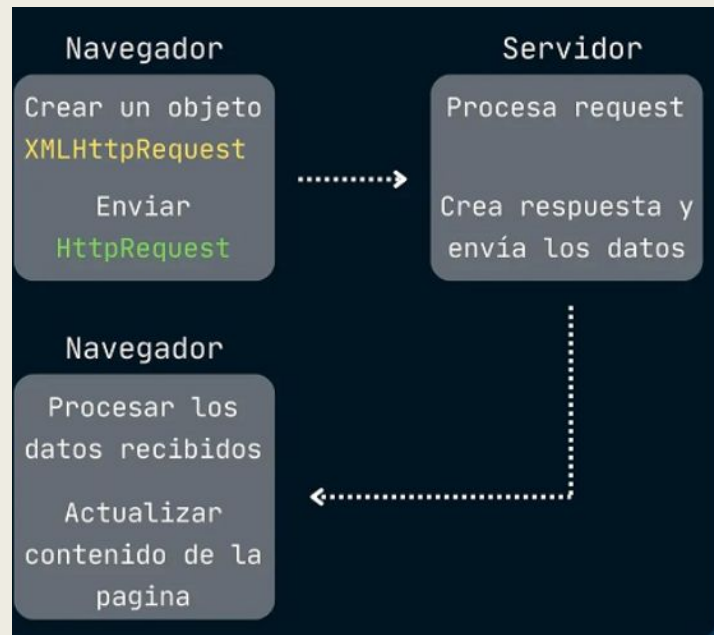 Navegador
Crear un objeto
XMLHttpRequest
Enviar
HttpRequest
Servidor
Procesa request
Crea respuesta y
envía los datos
Navegador
Procesar los
datos recibidos
Actualizar
contenido de la
pagina